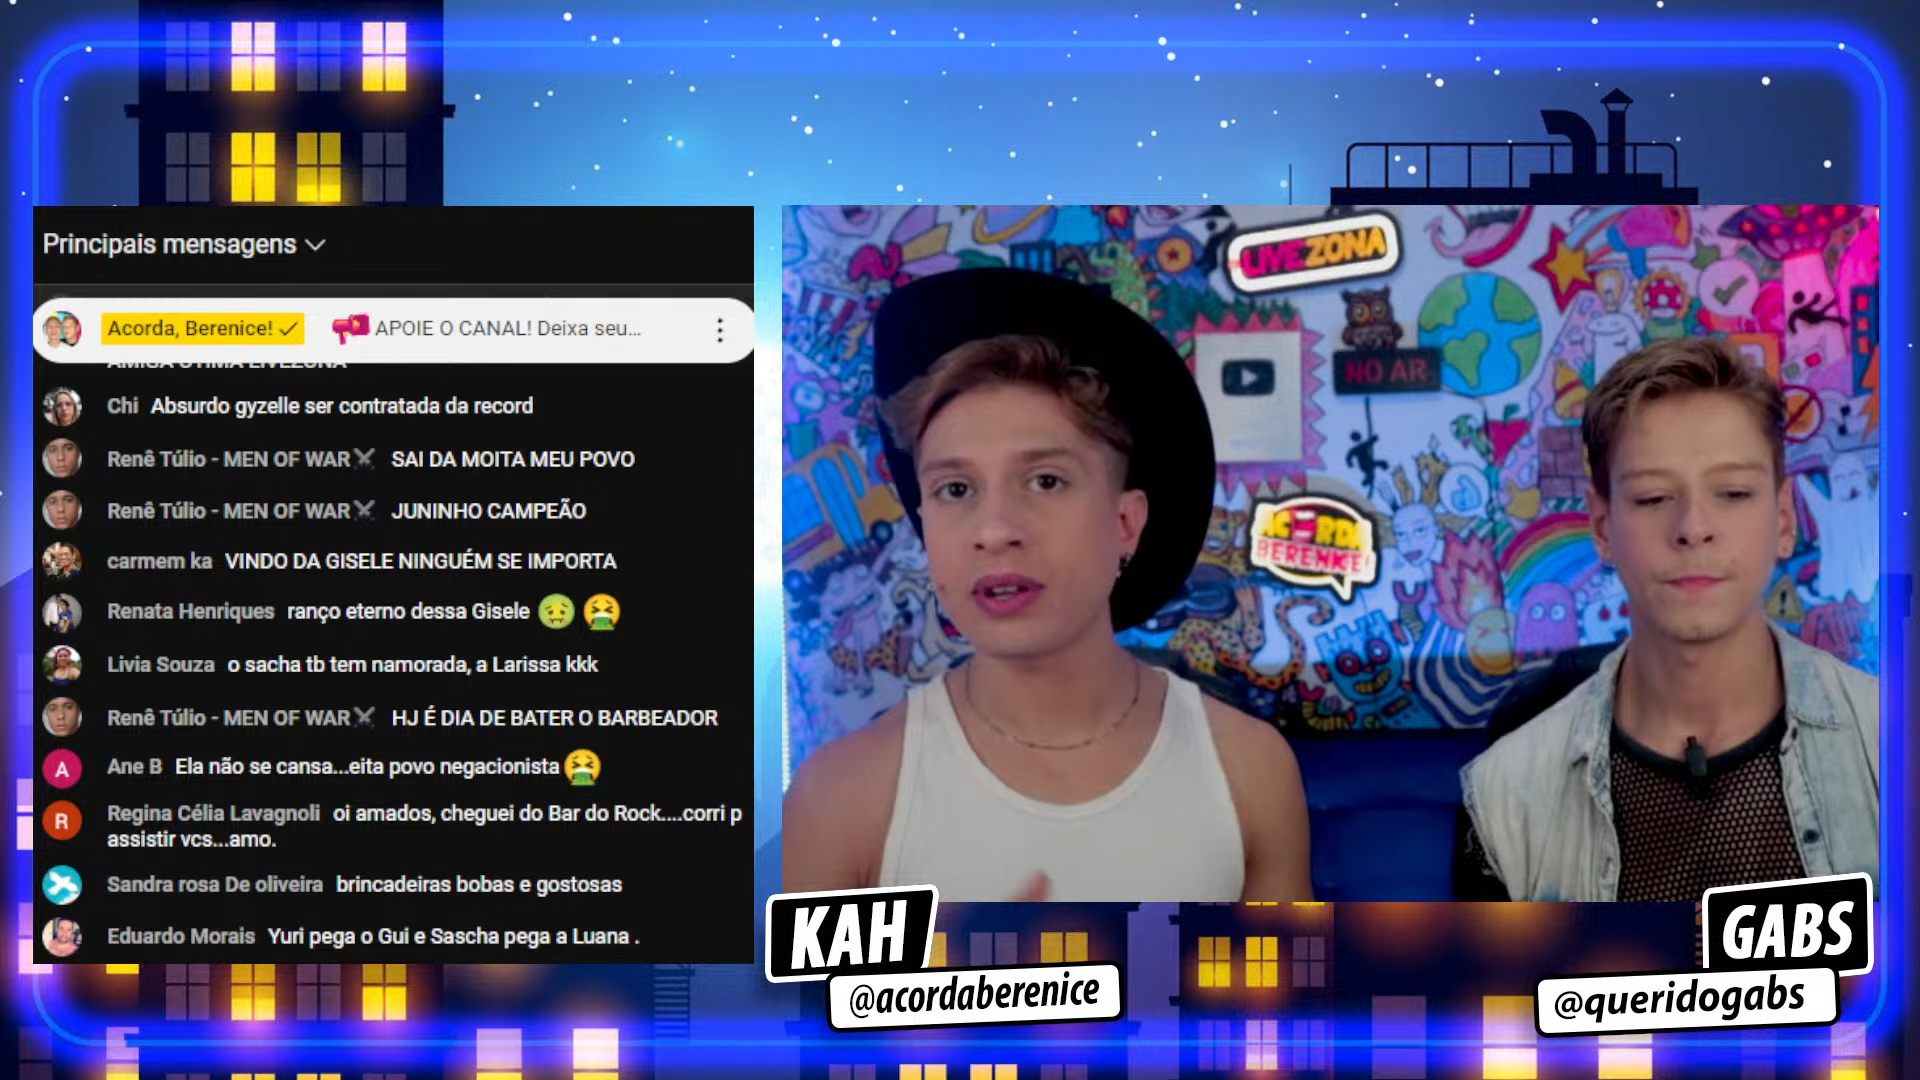 Principais mensagens
Acorda, Berenice! APOIE O CANAL! Deixa seu...
AMIGA ÓTIMA LIVEZONA
Chi Absurdo gyzelle ser contratada da record
Renê Túlio - MEN OF WAR⚔ SAI DA MOITA MEU POVO
Renê Túlio - MEN OF WAR⚔ JUNINHO CAMPEÃO
carmem ka VINDO DA GISELE NINGUÉM SE IMPORTA
Renata Henriques ranço eterno dessa Gisele 🤢🤮
Livia Souza o sacha tb tem namorada, a Larissa kkk
Renê Túlio - MEN OF WAR⚔ HJ É DIA DE BATER O BARBEADOR
A Ane B Ela não se cansa...eita povo negacionista🤮
R Regina Célia Lavagnoli oi amados, cheguei do Bar do Rock....corri p
assistir vcs...amo.
Sandra rosa De oliveira brincadeiras bobas e gostosas
Eduardo Morais Yuri pega o Gui e Sascha pega a Luana .
LIVEZONA
NO AR
ACORDA
BERENICE!
KAH
@acordaberenice
GABS
@queridogabs